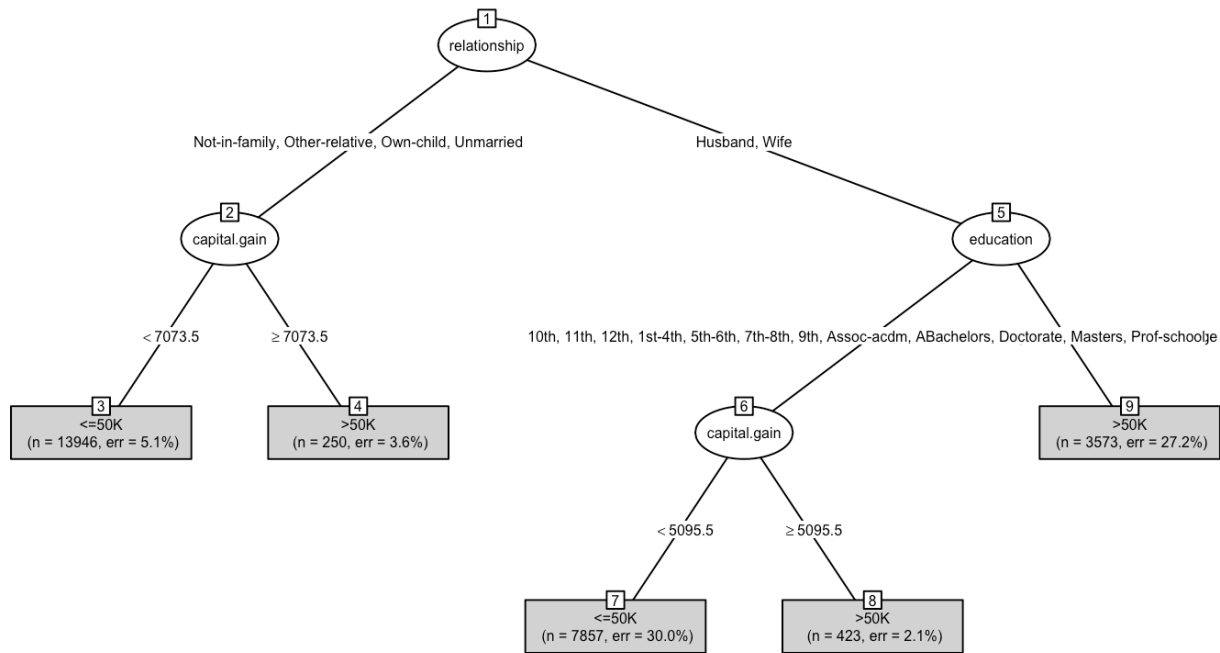 1
relationship
Not-in-family, Other-relative, Own-child, Unmarried
Husband, Wife
2
capital.gain
5
education
< 7073.5
≥ 7073.5
10th, 11th, 12th, 1st-4th, 5th-6th, 7th-8th, 9th, Assoc-acdm, ABachelors, Doctorate, Masters, Prof-school
3
<=50K
(n = 13946, err = 5.1%)
4
>50K
(n = 250, err = 3.6%)
6
capital.gain
9
>50K
(n = 3573, err = 27.2%)
< 5095.5
≥ 5095.5
7
<=50K
(n = 7857, err = 30.0%)
8
>50K
(n = 423, err = 2.1%)